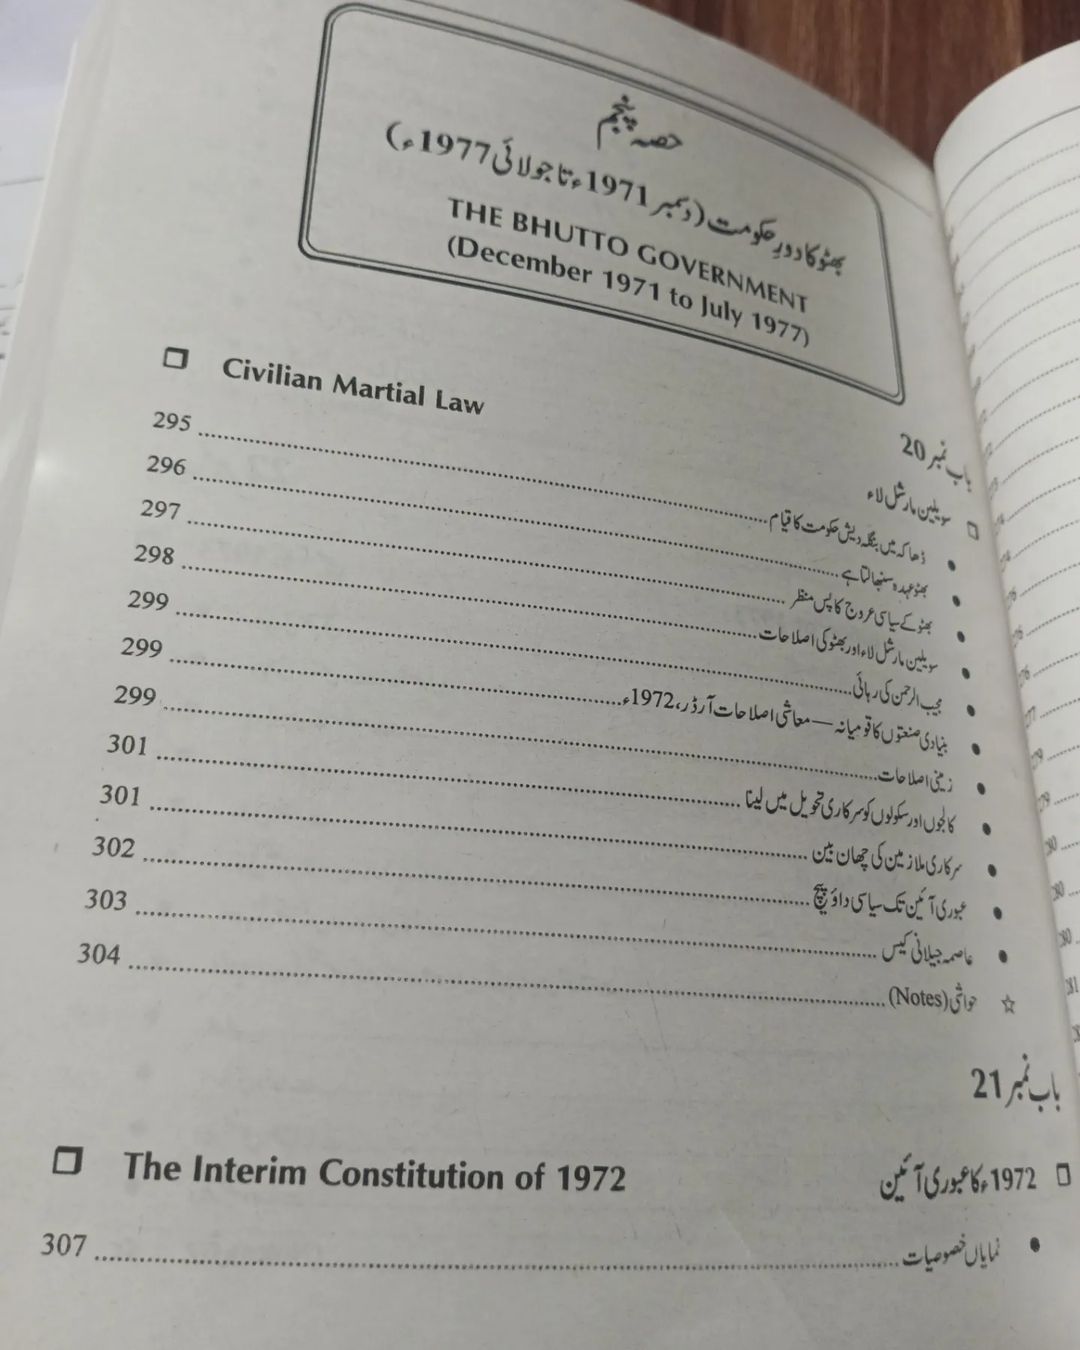 حصہ پنجم
بھٹو کا دورِ حکومت (دسمبر 1971ء تا جولائی 1977ء)
THE BHUTTO GOVERNMENT
(December 1971 to July 1977)
باب نمبر 20
❒ Civilian Martial Law
❒ سویلین مارشل لاء
• ڈھاکہ میں بنگلہ دیش حکومت کا قیام 295
• بھٹو عہدہ سنبھالتا ہے 296
• بھٹو کے سیاسی عروج کا پس منظر 297
• سویلین مارشل لاء اور بھٹو کی اصلاحات 298
• مجیب الرحمن کی رہائی 299
• بنیادی صنعتوں کا قومیانہ — معاشی اصلاحات آرڈر، 1972ء 299
• زمینی اصلاحات 299
• کالجوں اور سکولوں کو سرکاری تحویل میں لینا 301
• سرکاری ملازمین کی چھان بین 301
• عبوری آئین تک سیاسی داؤ پیچ 302
• عاصمہ جیلانی کیس 303
☆ حواشی (Notes) 304
باب نمبر 21
❒ The Interim Constitution of 1972
❒ 1972ء کا عبوری آئین
• نمایاں خصوصیات 307